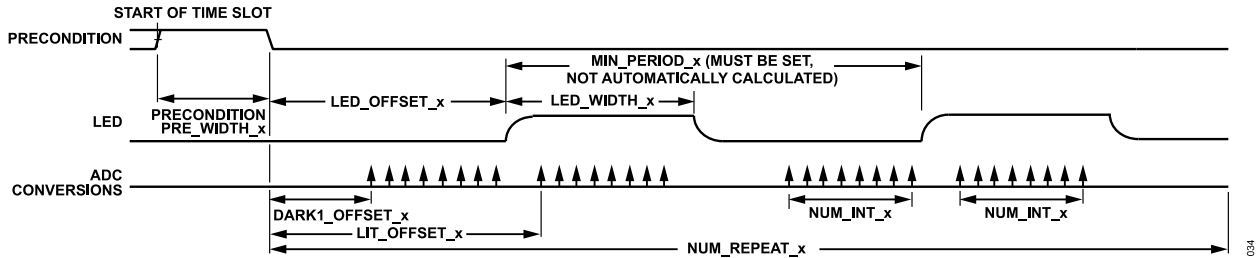 START OF TIME SLOT
PRECONDITION
MIN_PERIOD_x (MUST BE SET,
NOT AUTOMATICALLY CALCULATED)
LED_OFFSET_x
LED_WIDTH_x
PRECONDITION
PRE_WIDTH_x
LED
ADC
CONVERSIONS
DARK1_OFFSET_x
NUM_INT_x
NUM_INT_x
LIT_OFFSET_x
NUM_REPEAT_x
034